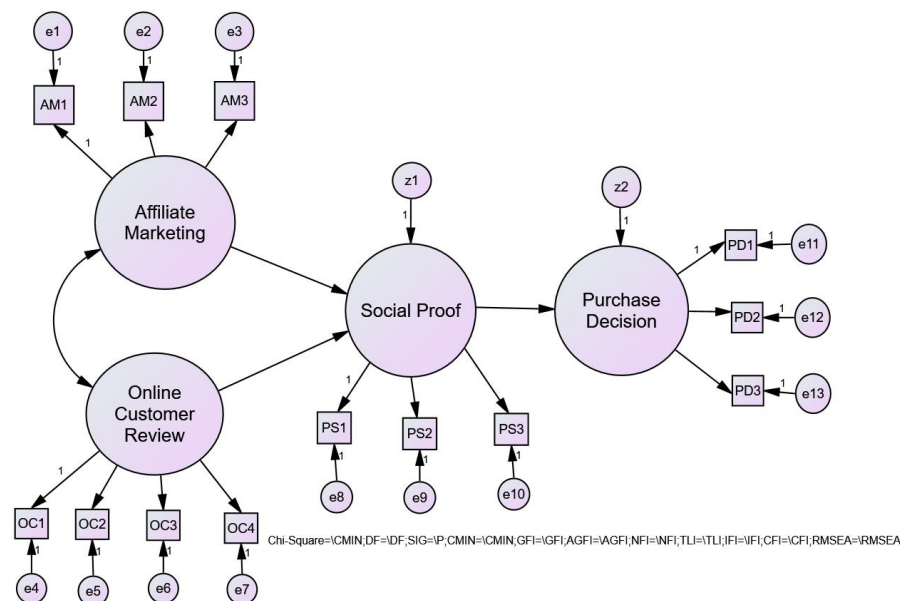 e1
e2
e3
1
1
1
AM1
AM2
AM3
1
Affiliate
Marketing
z1
1
z2
1
Social Proof
Purchase
Decision
1
PD1
1
e11
PD2
1
e12
PD3
1
e13
Online
Customer
Review
1
PS1
PS2
PS3
1
1
1
e8
e9
e10
1
OC1
OC2
OC3
OC4
1
1
1
1
e4
e5
e6
e7
Chi-Square=\CMIN;DF=\DF;SIG=\P;CMIN=\CMIN;GFI=\GFI;AGFI=\AGFI;NFI=\NFI;TLI=\TLI;IFI=\IFI;CFI=\CFI;RMSEA=\RMSEA